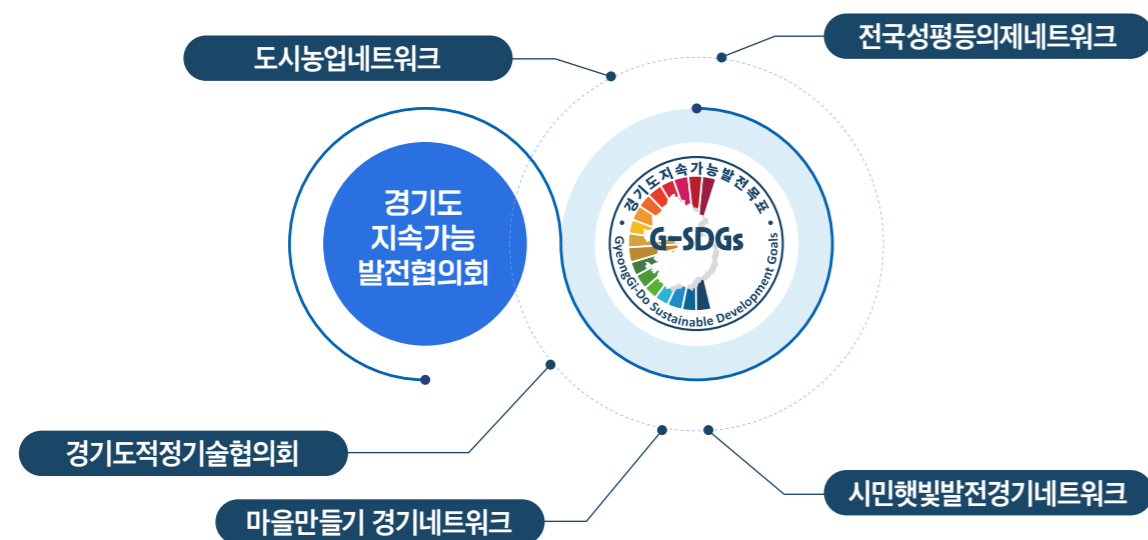 전국성평등의제네트워크
도시농업네트워크
경기도
지속가능
발전협의회
경기도지속가능발전목표
G-SDGs
GyeongGi-Do Sustainable Development Goals
경기도적정기술협의회
시민햇빛발전경기네트워크
마을만들기 경기네트워크